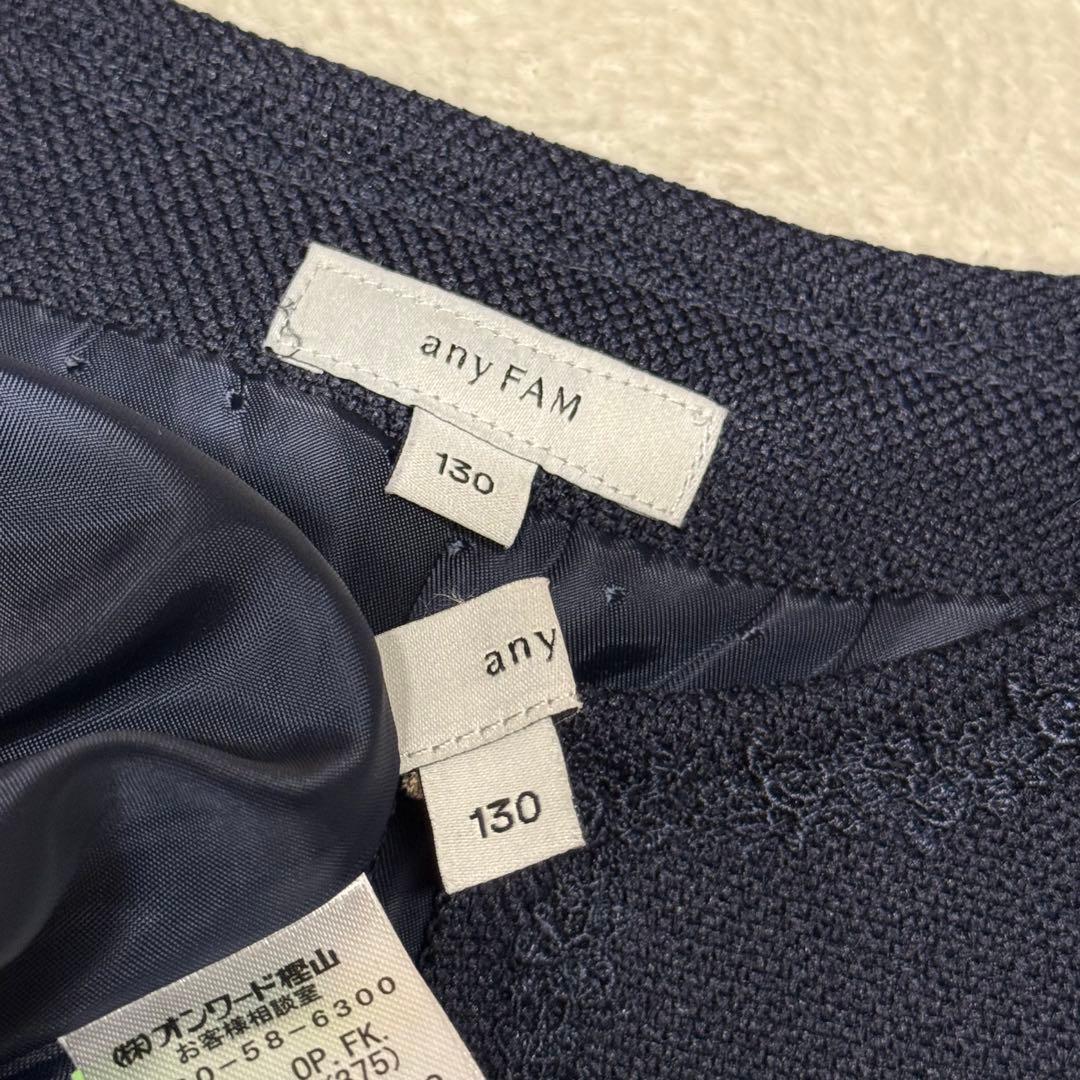 any FAM
130
any
130
㈱オンワード樫山
お客様相談室
0-58-6300
OP.FK.
375)